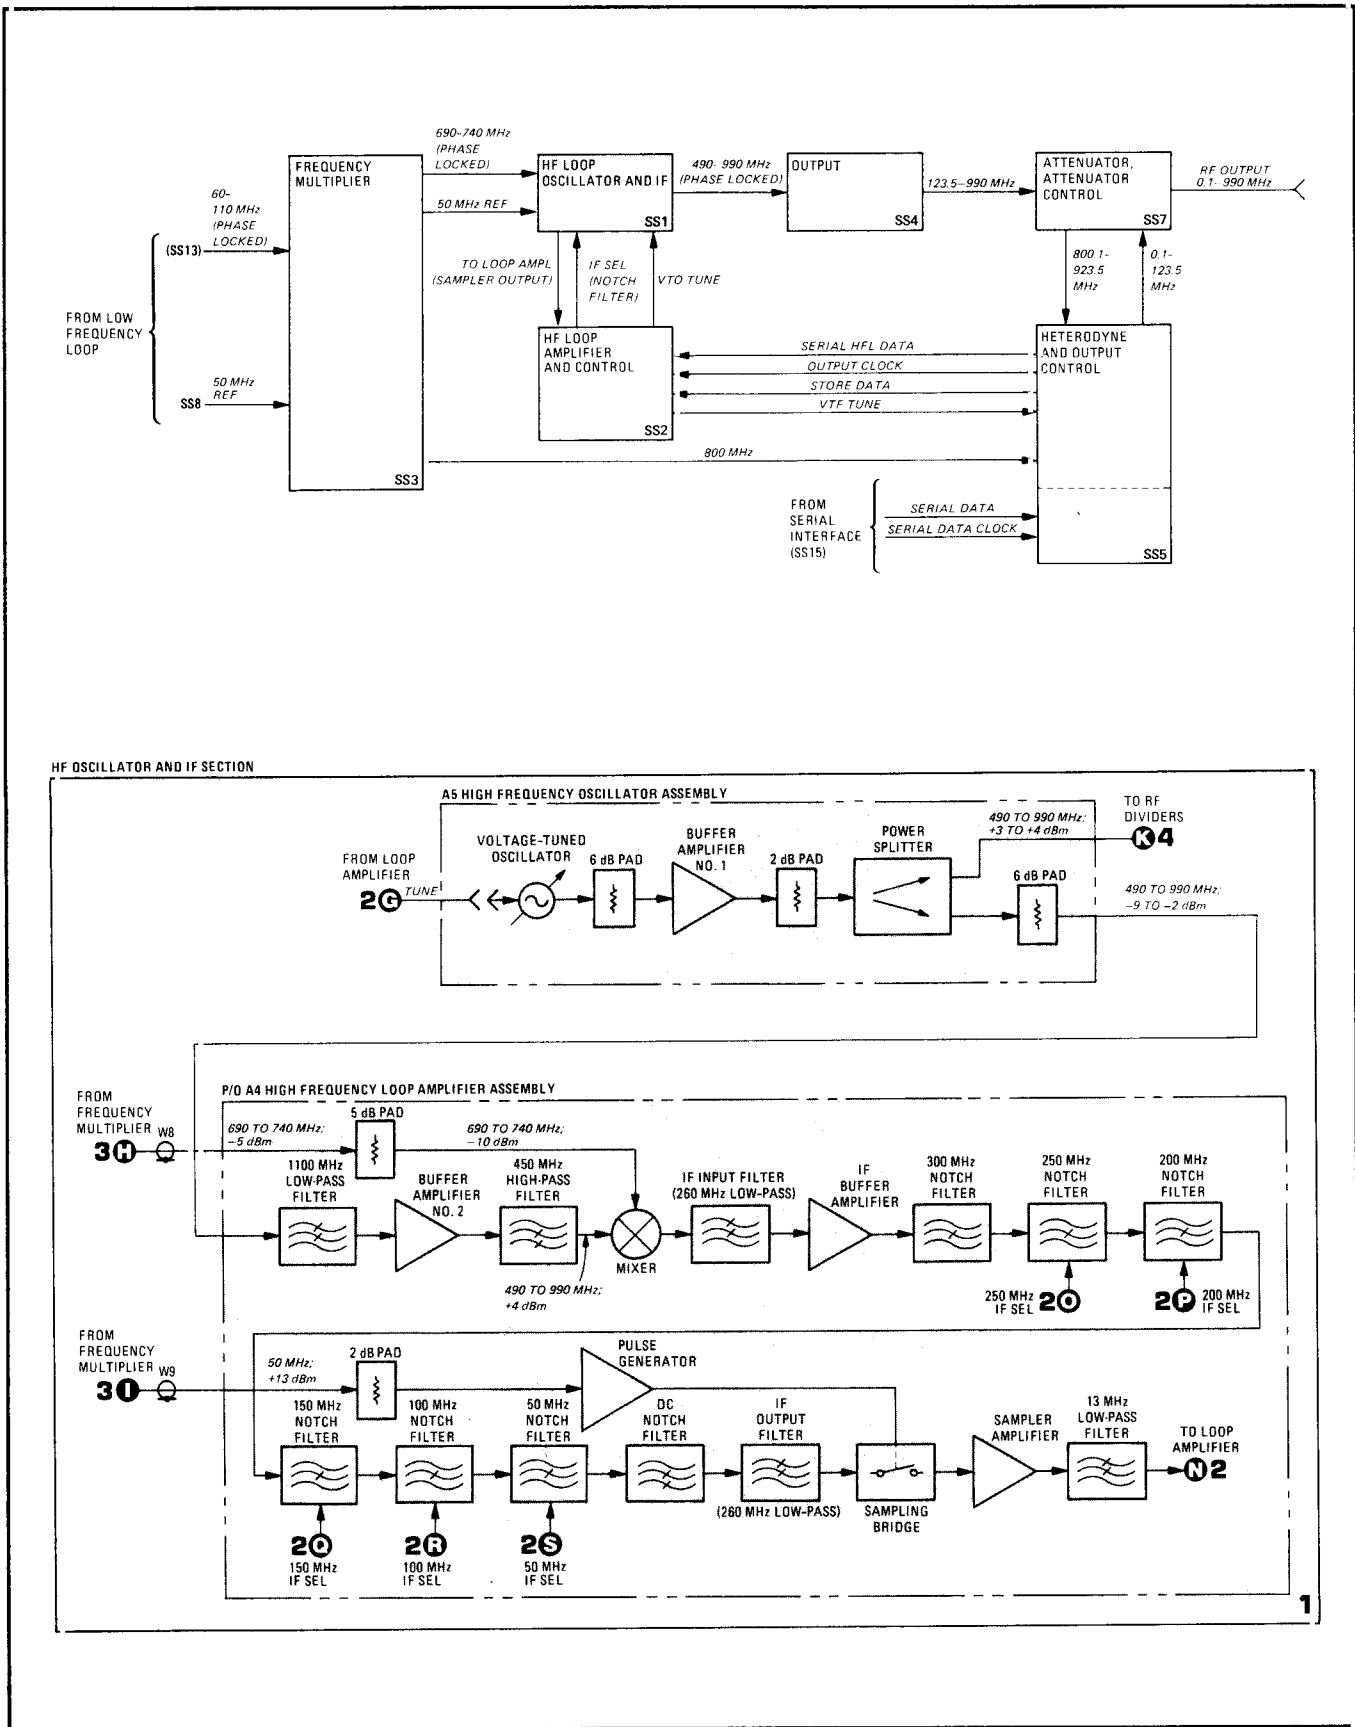 690-740 MHz
(PHASE
LOCKED)
FREQUENCY
MULTIPLIER
50 MHz REF
60-
110 MHz
(PHASE
LOCKED)
(SS13)
FROM LOW
FREQUENCY
LOOP
50 MHz
REF
SS8
SS3
HF LOOP
OSCILLATOR AND IF
SS1
490-990 MHz
(PHASE LOCKED)
OUTPUT
SS4
123.5-990 MHz
ATTENUATOR,
ATTENUATOR
CONTROL
SS7
RF OUTPUT
0.1-990 MHz
TO LOOP AMPL
(SAMPLER OUTPUT)
IF SEL
(NOTCH
FILTER)
VTO TUNE
800.1-
923.5
MHz
0.1-
123.5
MHz
HF LOOP
AMPLIFIER
AND CONTROL
SS2
SERIAL HFL DATA
OUTPUT CLOCK
STORE DATA
VTF TUNE
800 MHz
HETERODYNE
AND OUTPUT
CONTROL
FROM
SERIAL
INTERFACE
(SS15)
SERIAL DATA
SERIAL DATA CLOCK
SS5
HF OSCILLATOR AND IF SECTION
A5 HIGH FREQUENCY OSCILLATOR ASSEMBLY
FROM LOOP
AMPLIFIER
2G
TUNE
VOLTAGE-TUNED
OSCILLATOR
6 dB PAD
BUFFER
AMPLIFIER
NO. 1
2 dB PAD
POWER
SPLITTER
490 TO 990 MHz;
+3 TO +4 dBm
TO RF
DIVIDERS
K4
6 dB PAD
490 TO 990 MHz;
-9 TO -2 dBm
P/O A4 HIGH FREQUENCY LOOP AMPLIFIER ASSEMBLY
FROM
FREQUENCY
MULTIPLIER
W8
3H
690 TO 740 MHz;
-5 dBm
5 dB PAD
690 TO 740 MHz;
-10 dBm
1100 MHz
LOW-PASS
FILTER
BUFFER
AMPLIFIER
NO. 2
450 MHz
HIGH-PASS
FILTER
490 TO 990 MHz;
+4 dBm
MIXER
IF INPUT FILTER
(260 MHz LOW-PASS)
IF
BUFFER
AMPLIFIER
300 MHz
NOTCH
FILTER
250 MHz
NOTCH
FILTER
200 MHz
NOTCH
FILTER
250 MHz
IF SEL
2O
2P
200 MHz
IF SEL
FROM
FREQUENCY
MULTIPLIER
W9
3I
50 MHz;
+13 dBm
2 dB PAD
PULSE
GENERATOR
150 MHz
NOTCH
FILTER
100 MHz
NOTCH
FILTER
50 MHz
NOTCH
FILTER
DC
NOTCH
FILTER
IF
OUTPUT
FILTER
(260 MHz LOW-PASS)
SAMPLING
BRIDGE
SAMPLER
AMPLIFIER
13 MHz
LOW-PASS
FILTER
TO LOOP
AMPLIFIER
N2
2Q
150 MHz
IF SEL
2R
100 MHz
IF SEL
2S
50 MHz
IF SEL
1